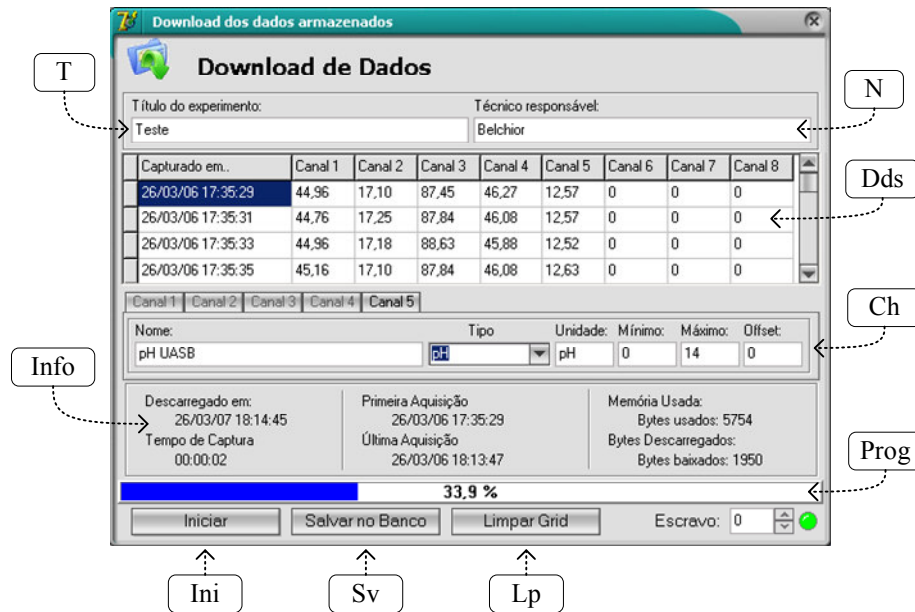 Download dos dados armazenados
Download de Dados
T
N
Título do experimento: Técnico responsável:
Teste Belchior
Capturado em.. Canal 1 Canal 2 Canal 3 Canal 4 Canal 5 Canal 6 Canal 7 Canal 8
26/03/06 17:35:29 44,96 17,10 87,45 46,27 12,57 0 0 0
Dds
26/03/06 17:35:31 44,76 17,25 87,84 46,08 12,57 0 0 0
26/03/06 17:35:33 44,96 17,18 88,63 45,88 12,52 0 0 0
26/03/06 17:35:35 45,16 17,10 87,84 46,08 12,63 0 0 0
Canal 1 Canal 2 Canal 3 Canal 4 Canal 5
Ch
Nome: Tipo Unidade: Mínimo: Máximo: Offset:
pH UASB pH pH 0 14 0
Info
Descarregado em: Primeira Aquisição Memória Usada:
26/03/07 18:14:45 26/03/06 17:35:29 Bytes usados: 5754
Tempo de Captura Última Aquisição Bytes Descarregados:
00:00:02 26/03/06 18:13:47 Bytes baixados: 1950
Prog
33,9 %
Iniciar Salvar no Banco Limpar Grid Escravo: 0
Ini Sv Lp